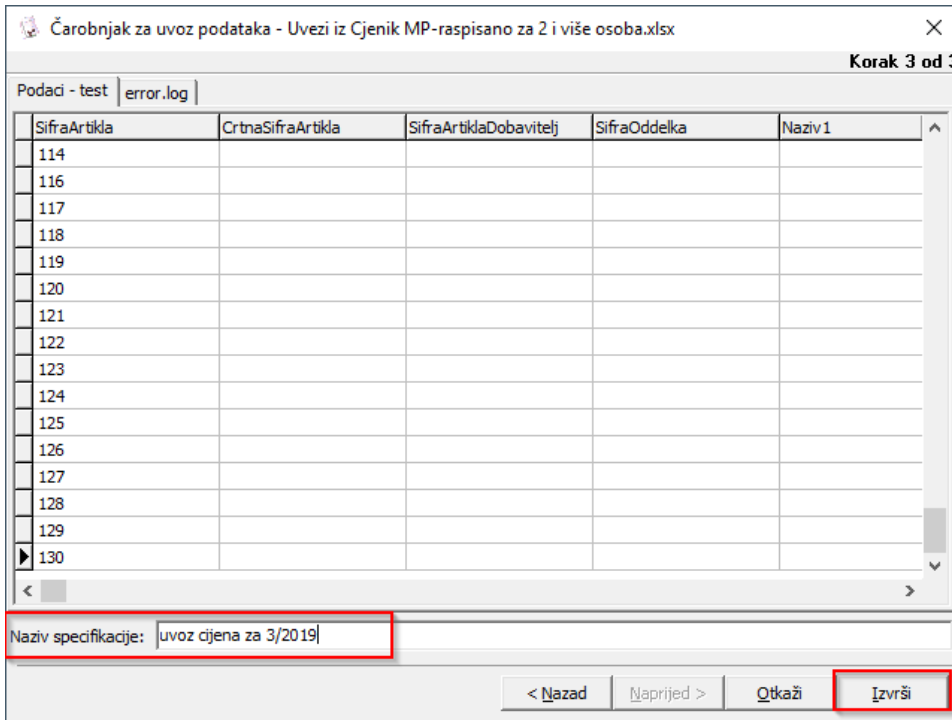 Čarobnjak za uvoz podataka - Uvezi iz Cjenik MP-raspisano za 2 i više osoba.xlsx
Korak 3 od 3
Podaci - test error.log
SifraArtikla CrtnaSifraArtikla SifraArtiklaDobavitelj SifraOddelka Naziv1
114
116
117
118
119
120
121
122
123
124
125
126
127
128
129
130
Naziv specifikacije: uvoz cijena za 3/2019
< Nazad Naprijed > Otkaži Izvrši